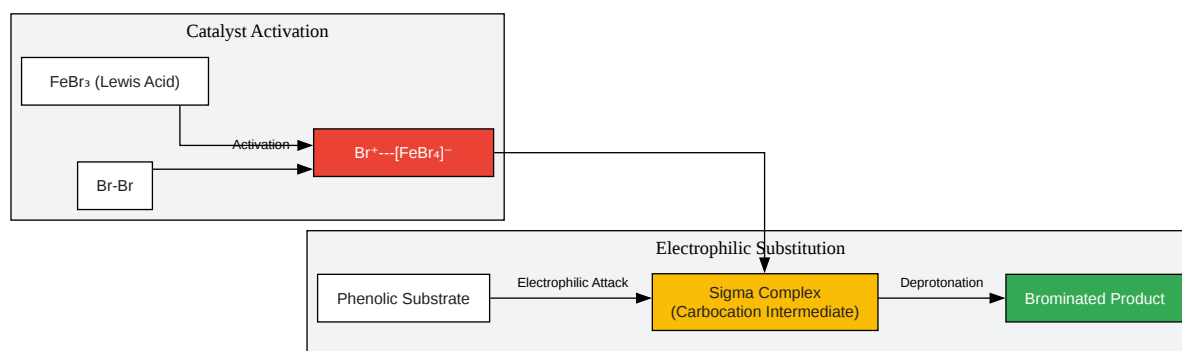 Catalyst Activation
FeBr₃ (Lewis Acid)
Activation
Br⁺---[FeBr₄]⁻
Br-Br
Electrophilic Substitution
Phenolic Substrate
Electrophilic Attack
Sigma Complex
(Carbocation Intermediate)
Deprotonation
Brominated Product